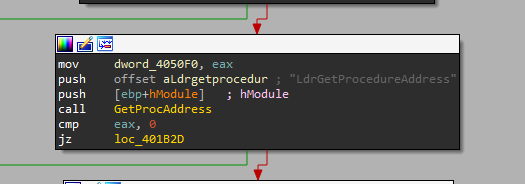 mov dword_4050F0, eax
push offset aLdrgetprocedur ; "LdrGetProcedureAddress"
push [ebp+hModule] ; hModule
call GetProcAddress
cmp eax, 0
jz loc_401B2D